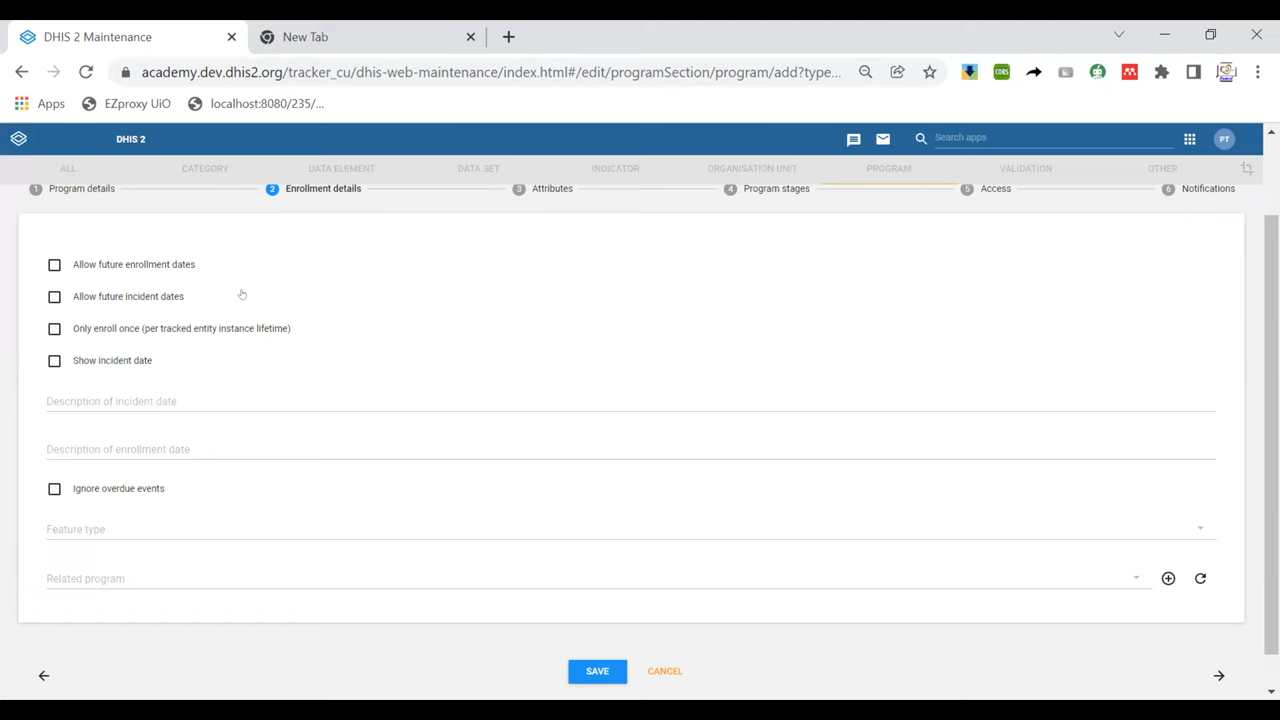 DHIS 2 Maintenance
New Tab
academy.dev.dhis2.org/tracker_cu/dhis-web-maintenance/index.html#/edit/programSection/program/add?type...
Apps
EZproxy UiO
localhost:8080/235/...
DHIS 2
Search apps
PT
ALL
CATEGORY
DATA ELEMENT
DATA SET
INDICATOR
ORGANISATION UNIT
PROGRAM
VALIDATION
OTHER
1 Program details
2 Enrollment details
3 Attributes
4 Program stages
5 Access
6 Notifications
Allow future enrollment dates
Allow future incident dates
Only enroll once (per tracked entity instance lifetime)
Show incident date
Description of incident date
Description of enrollment date
Ignore overdue events
Feature type
Related program
SAVE
CANCEL